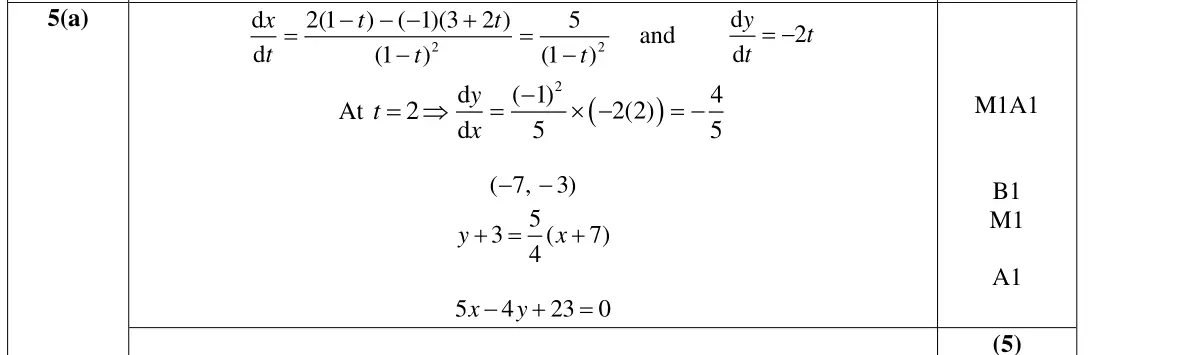 5(a)
dx/dt = (2(1 − t) − (−1)(3 + 2t))/(1 − t)² = 5/(1 − t)² and dy/dt = −2t
At t = 2 ⇒ dy/dx = (−1)²/5 × (−2(2)) = −4/5
M1A1
(−7, − 3)
B1
y + 3 = 5/4 (x + 7)
M1
A1
5x − 4y + 23 = 0
(5)